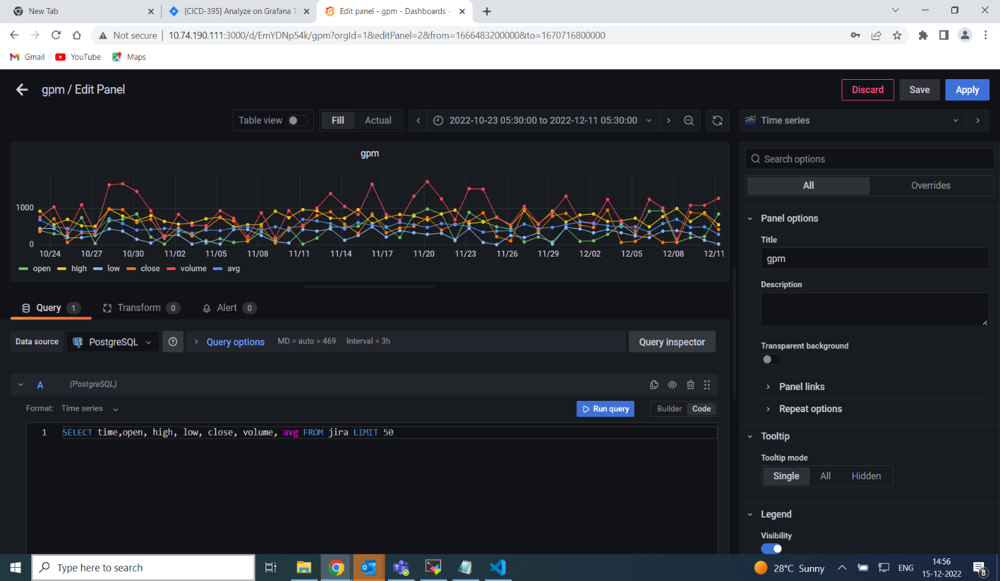 New Tab
[CICD-395] Analyze on Grafana T
Edit panel - gpm - Dashboards -
Not secure
10.74.190.111:3000/d/EmYDNp54k/gpm?orgId=1&editPanel=2&from=1666483200000&to=1670716800000
Gmail
YouTube
Maps
gpm / Edit Panel
Discard
Save
Apply
Table view
Fill
Actual
2022-10-23 05:30:00 to 2022-12-11 05:30:00
Time series
gpm
1000
0
10/24 10/27 10/30 11/02 11/05 11/08 11/11 11/14 11/17 11/20 11/23 11/26 11/29 12/02 12/05 12/08 12/11
open high low close volume avg
Search options
All
Overrides
Panel options
Title
gpm
Description
Transparent background
Panel links
Repeat options
Tooltip
Tooltip mode
Single All Hidden
Legend
Visibility
Query 1
Transform 0
Alert 0
Data source
PostgreSQL
Query options
MD = auto = 469
Interval = 3h
Query inspector
A
(PostgreSQL)
Format: Time series
Run query
Builder
Code
1
SELECT time,open, high, low, close, volume, avg FROM jira LIMIT 50
Type here to search
28°C Sunny
ENG
14:56
15-12-2022
8